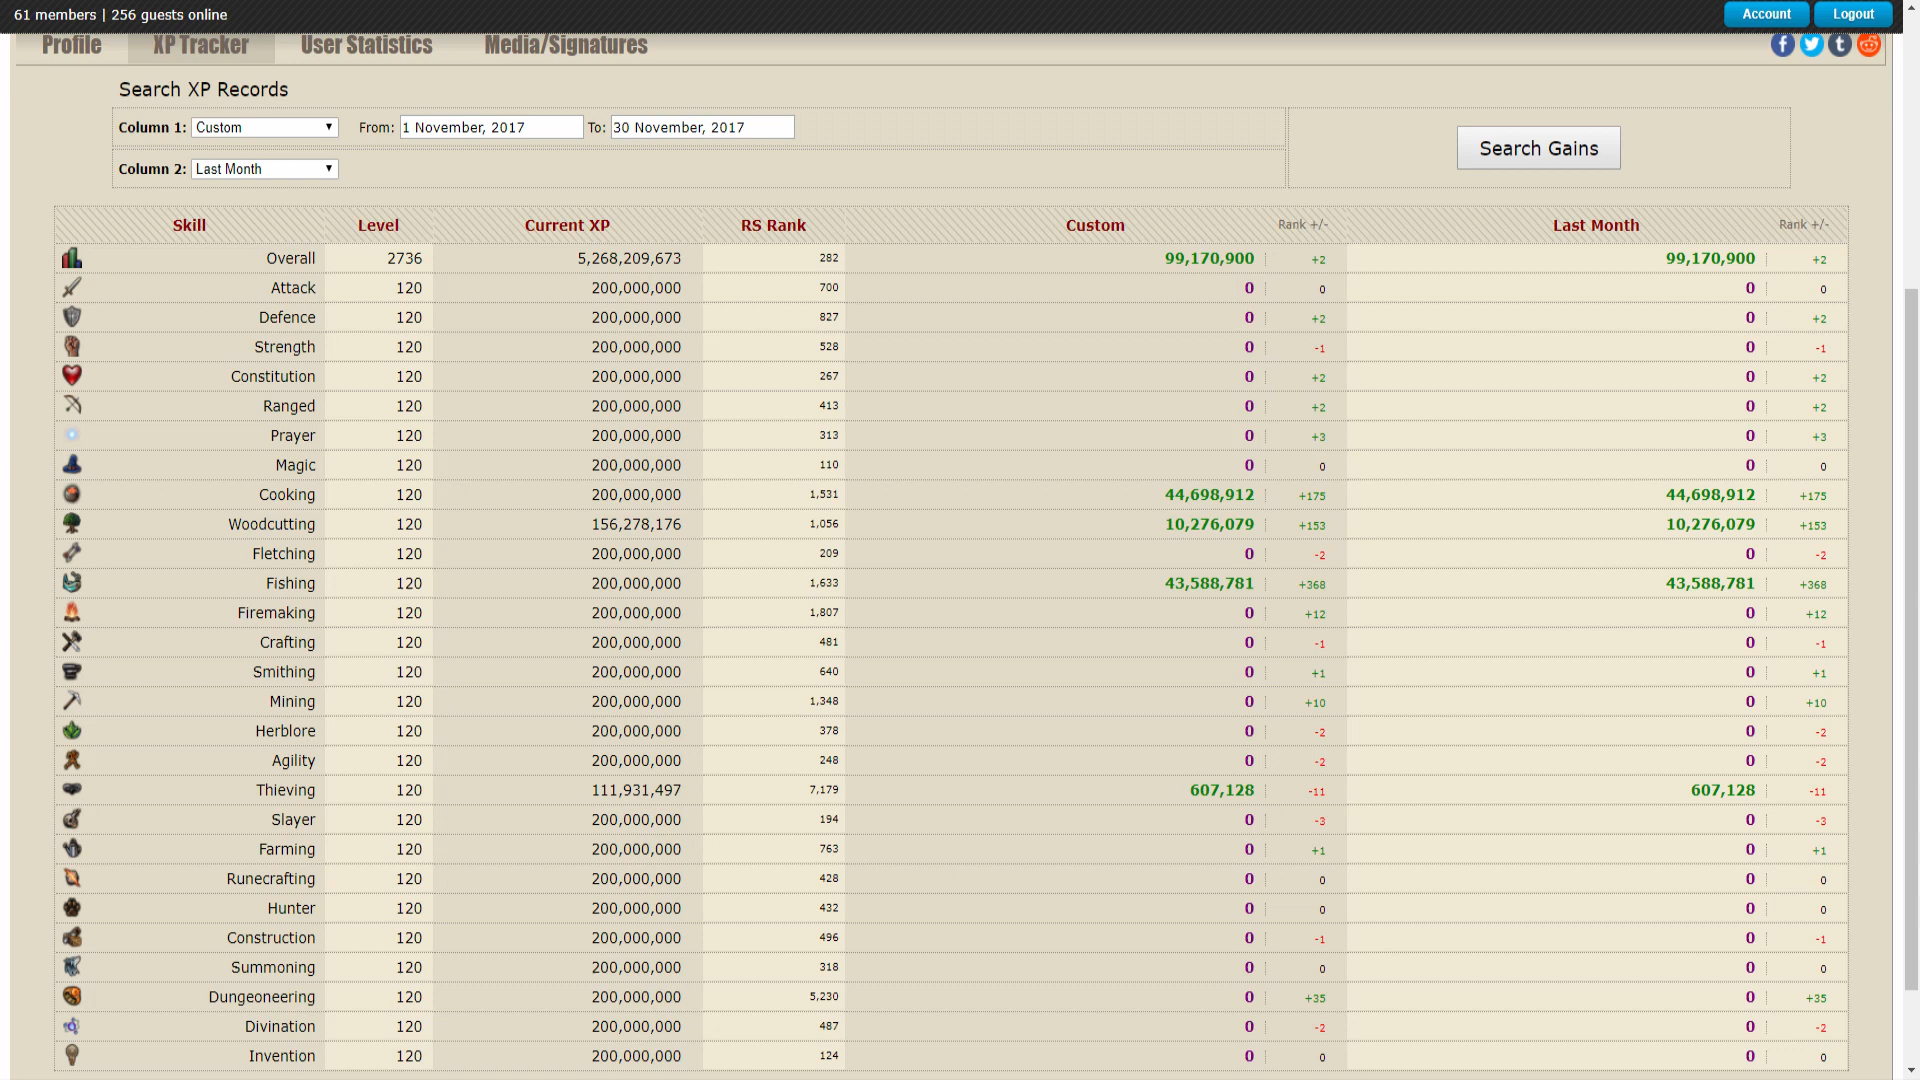 61 members | 256 guests online
Account Logout
Profile XP Tracker User Statistics Media/Signatures
Search XP Records
Column 1: Custom From: 1 November, 2017 To: 30 November, 2017
Search Gains
Column 2: Last Month
Skill Level Current XP RS Rank Custom Rank +/- Last Month Rank +/-
Overall 2736 5,268,209,673 282 99,170,900 +2 99,170,900 +2
Attack 120 200,000,000 700 0 0 0 0
Defence 120 200,000,000 827 0 +2 0 +2
Strength 120 200,000,000 528 0 -1 0 -1
Constitution 120 200,000,000 267 0 +2 0 +2
Ranged 120 200,000,000 413 0 +2 0 +2
Prayer 120 200,000,000 313 0 +3 0 +3
Magic 120 200,000,000 110 0 0 0 0
Cooking 120 200,000,000 1,531 44,698,912 +175 44,698,912 +175
Woodcutting 120 156,278,176 1,056 10,276,079 +153 10,276,079 +153
Fletching 120 200,000,000 209 0 -2 0 -2
Fishing 120 200,000,000 1,633 43,588,781 +368 43,588,781 +368
Firemaking 120 200,000,000 1,807 0 +12 0 +12
Crafting 120 200,000,000 481 0 -1 0 -1
Smithing 120 200,000,000 640 0 +1 0 +1
Mining 120 200,000,000 1,348 0 +10 0 +10
Herblore 120 200,000,000 378 0 -2 0 -2
Agility 120 200,000,000 248 0 -2 0 -2
Thieving 120 111,931,497 7,179 607,128 -11 607,128 -11
Slayer 120 200,000,000 194 0 -3 0 -3
Farming 120 200,000,000 763 0 +1 0 +1
Runecrafting 120 200,000,000 428 0 0 0 0
Hunter 120 200,000,000 432 0 0 0 0
Construction 120 200,000,000 496 0 -1 0 -1
Summoning 120 200,000,000 318 0 0 0 0
Dungeoneering 120 200,000,000 5,230 0 +35 0 +35
Divination 120 200,000,000 487 0 -2 0 -2
Invention 120 200,000,000 124 0 0 0 0